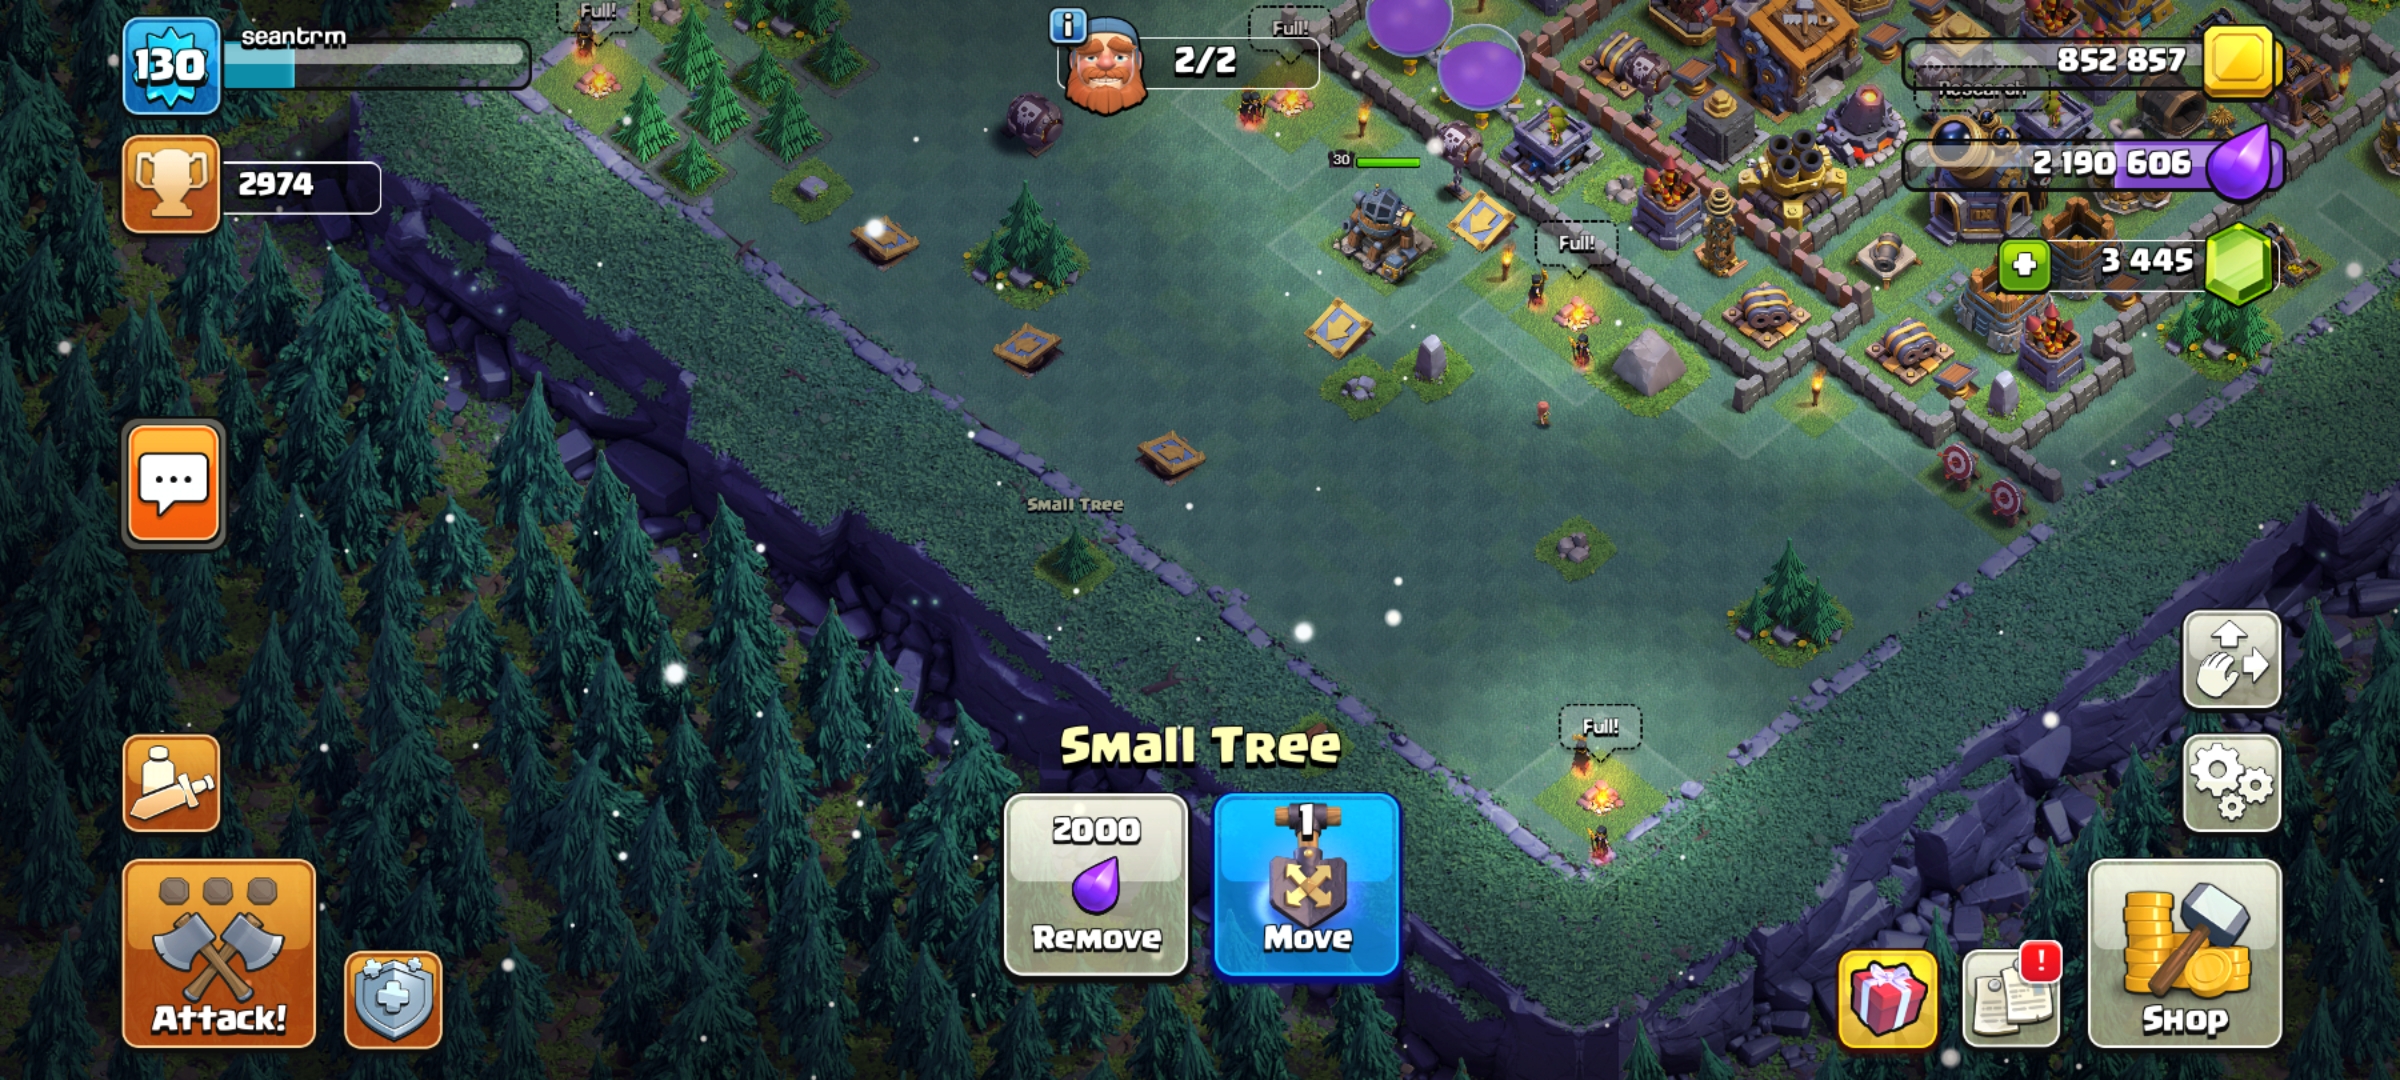 Full!
seantrm
130
2974
i
2/2
Full!
852 857
Research
2 190 606
3 445
30
Full!
Small Tree
Full!
Small Tree
2000
Remove
1
Move
Attack!
!
Shop